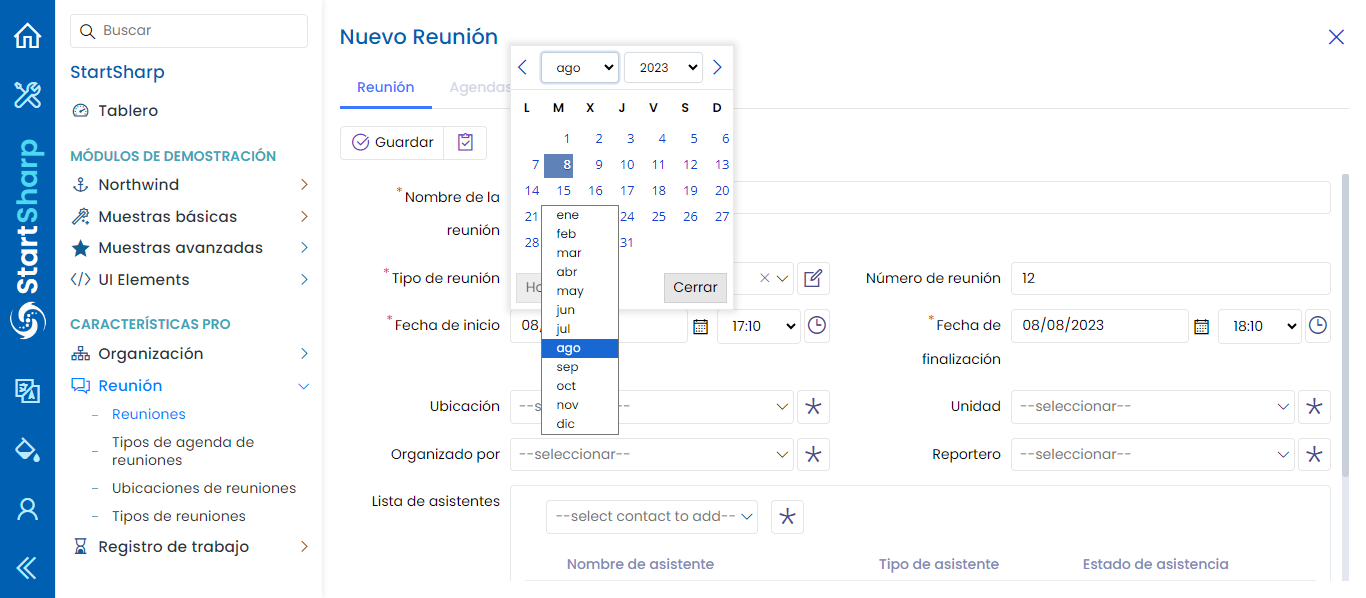 Buscar
StartSharp
Tablero
MÓDULOS DE DEMOSTRACIÓN
Northwind
Muestras básicas
Muestras avanzadas
UI Elements
CARACTERÍSTICAS PRO
Organización
Reunión
Reuniones
Tipos de agenda de
reuniones
Ubicaciones de reuniones
Tipos de reuniones
Registro de trabajo
StartSharp
Nuevo Reunión
Reunión Agendas
Guardar
ago 2023
L M X J V S D
1 2 3 4 5 6
7 8 9 10 11 12 13
14 15 16 17 18 19 20
21 24 25 26 27
28 31
Cerrar
ene
feb
mar
abr
may
jun
jul
ago
sep
oct
nov
dic
*Nombre de la
reunión
*Tipo de reunión
Número de reunión 12
*Fecha de inicio 08/ 17:10
*Fecha de
finalización
08/08/2023 18:10
Ubicación
Unidad --seleccionar--
Organizado por --seleccionar--
Reportero --seleccionar--
Lista de asistentes
--select contact to add--
Nombre de asistente Tipo de asistente Estado de asistencia